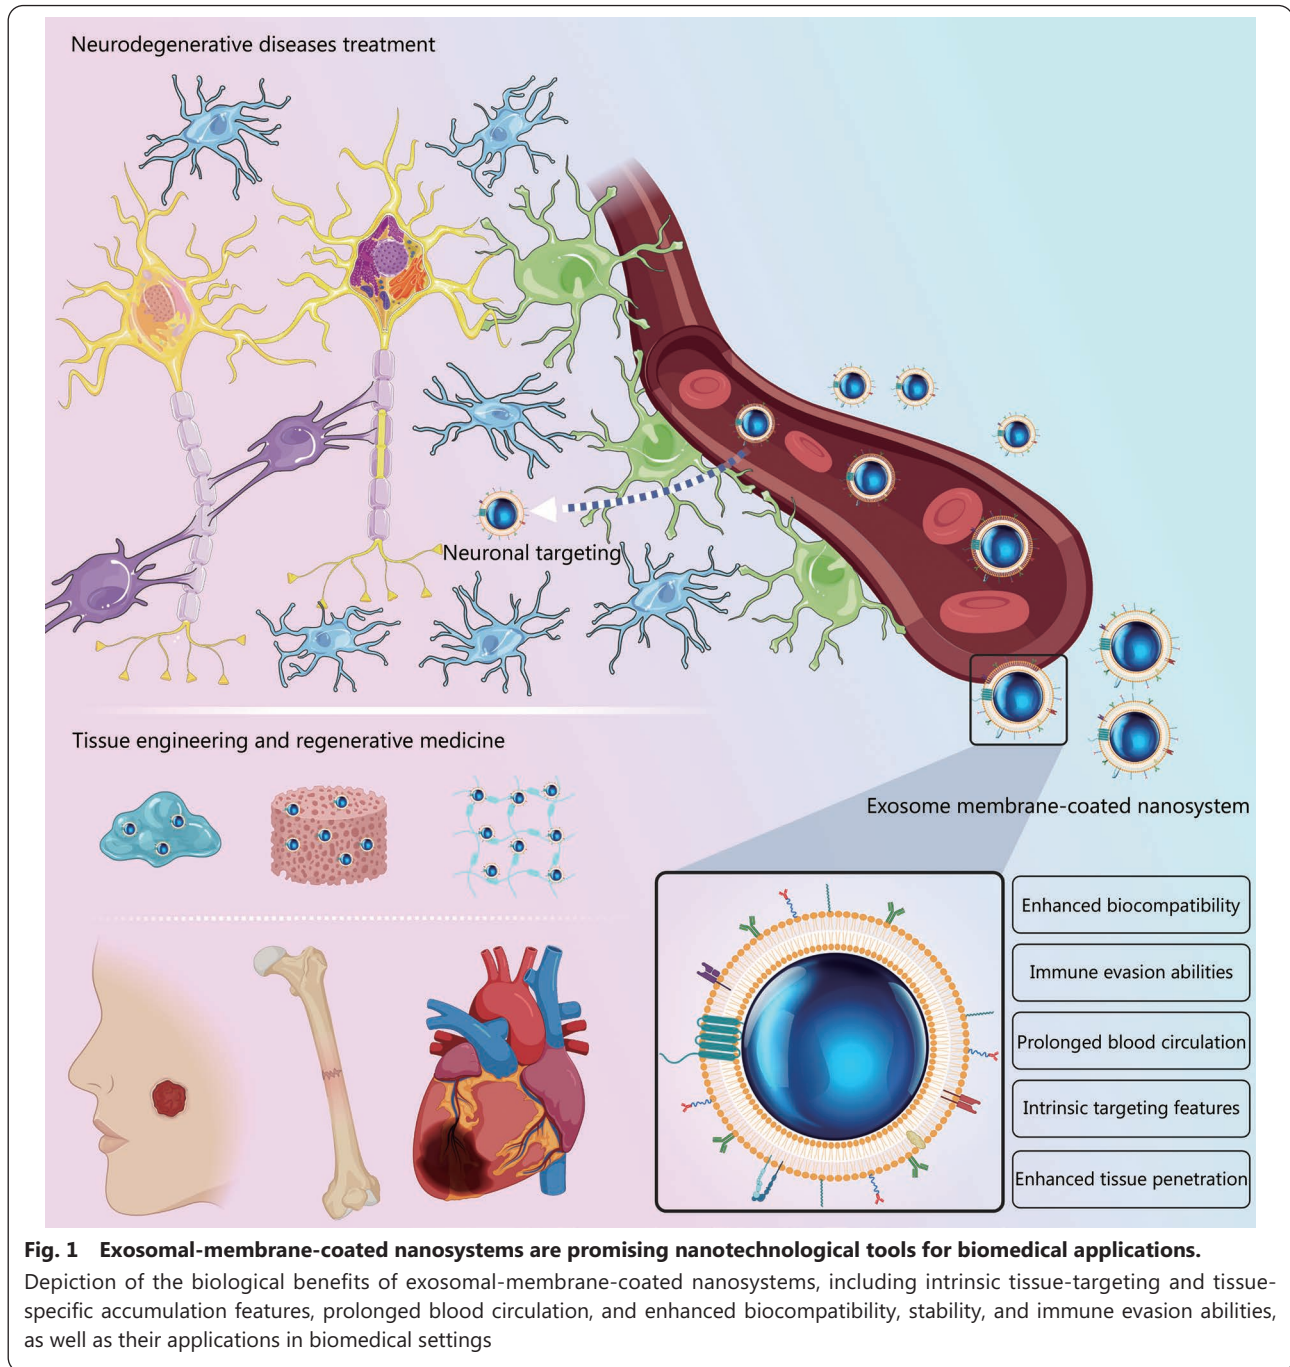 Neurodegenerative diseases treatment
Neuronal targeting
Tissue engineering and regenerative medicine
Exosome membrane-coated nanosystem
Enhanced biocompatibility
Immune evasion abilities
Prolonged blood circulation
Intrinsic targeting features
Enhanced tissue penetration
Fig. 1 Exosomal-membrane-coated nanosystems are promising nanotechnological tools for biomedical applications.
Depiction of the biological benefits of exosomal-membrane-coated nanosystems, including intrinsic tissue-targeting and tissue-
specific accumulation features, prolonged blood circulation, and enhanced biocompatibility, stability, and immune evasion abilities,
as well as their applications in biomedical settings